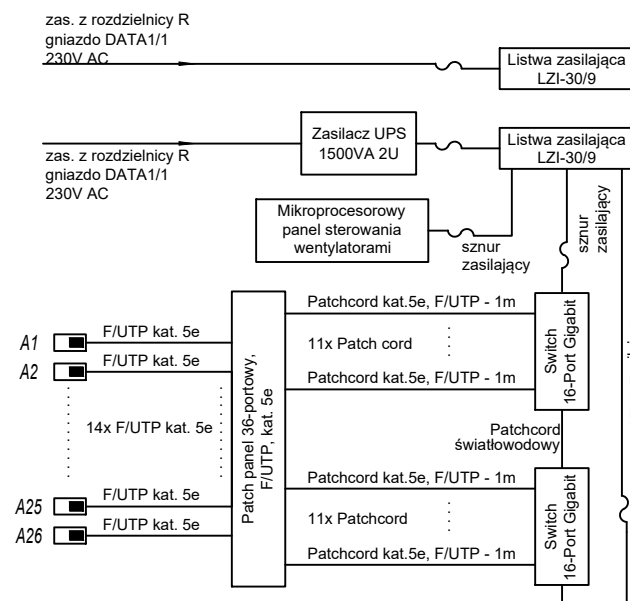 zas. z rozdzielnicy R
gniazdo DATA1/1
230V AC
Listwa zasilająca
LZI-30/9
Zasilacz UPS
1500VA 2U
Listwa zasilająca
LZI-30/9
zas. z rozdzielnicy R
gniazdo DATA1/1
230V AC
Mikroprocesorowy
panel sterowania
wentylatorami
sznur
zasilający
sznur
zasilający
A1
F/UTP kat. 5e
A2
F/UTP kat. 5e
14x F/UTP kat. 5e
A25
F/UTP kat. 5e
A26
F/UTP kat. 5e
Patch panel 36-portowy,
F/UTP, kat. 5e
Patchcord kat.5e, F/UTP - 1m
11x Patch cord
Patchcord kat.5e, F/UTP - 1m
Switch
16-Port Gigabit
Patchcord
światłowodowy
Patchcord kat.5e, F/UTP - 1m
11x Patchcord
Patchcord kat.5e, F/UTP - 1m
Switch
16-Port Gigabit